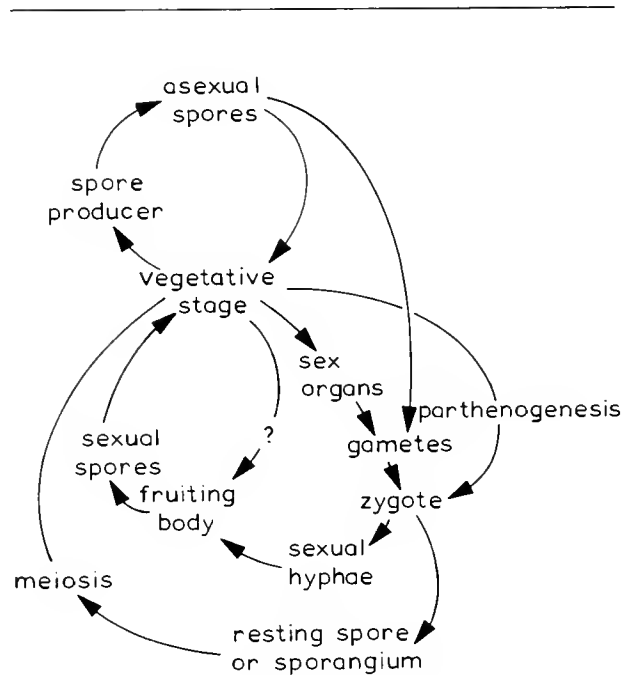 asexual
spores
spore
producer
vegetative
stage
sex
organs
parthenogenesis
gametes
?
sexual
spores
fruiting
body
zygote
sexual
hyphae
meiosis
resting spore
or sporangium